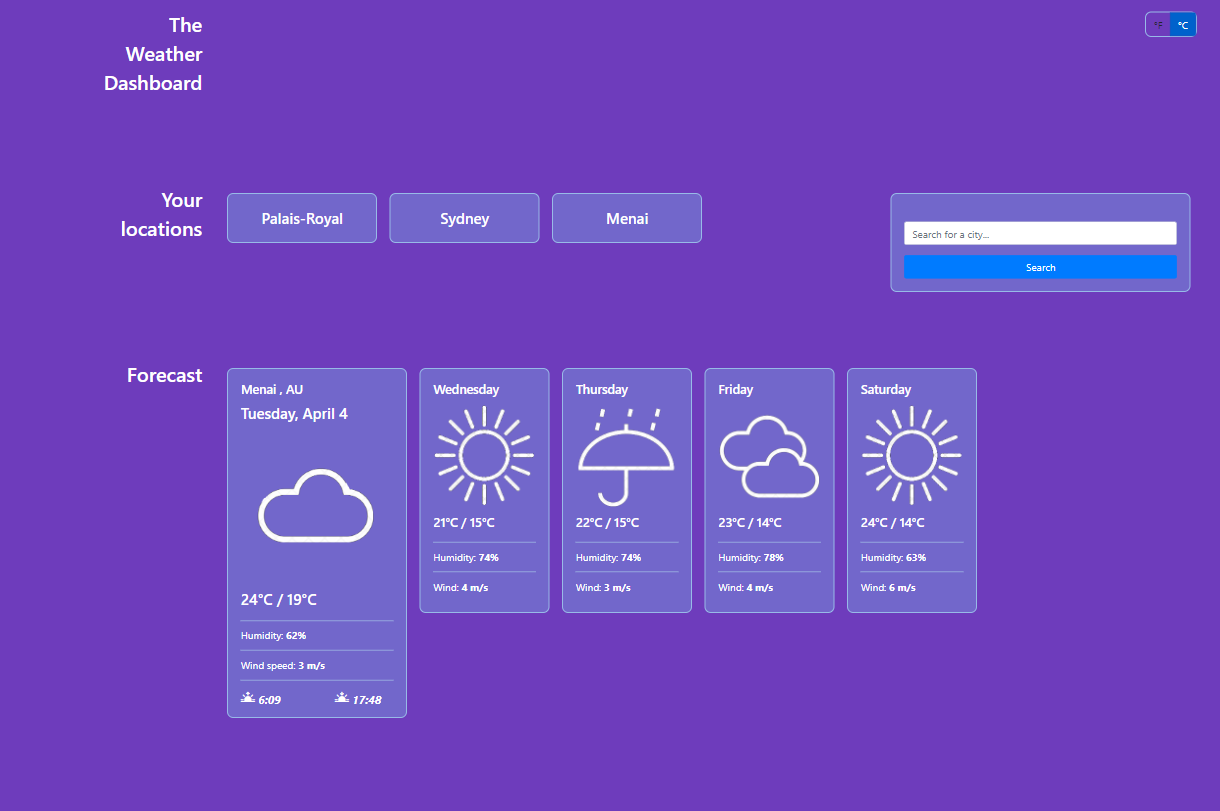 The
Weather
Dashboard
°F
°C
Your
locations
Palais-Royal
Sydney
Menai
Search for a city...
Search
Forecast
Menai , AU
Tuesday, April 4
24°C / 19°C
Humidity: 62%
Wind speed: 3 m/s
6:09
17:48
Wednesday
21°C / 15°C
Humidity: 74%
Wind: 4 m/s
Thursday
22°C / 15°C
Humidity: 74%
Wind: 3 m/s
Friday
23°C / 14°C
Humidity: 78%
Wind: 4 m/s
Saturday
24°C / 14°C
Humidity: 63%
Wind: 6 m/s